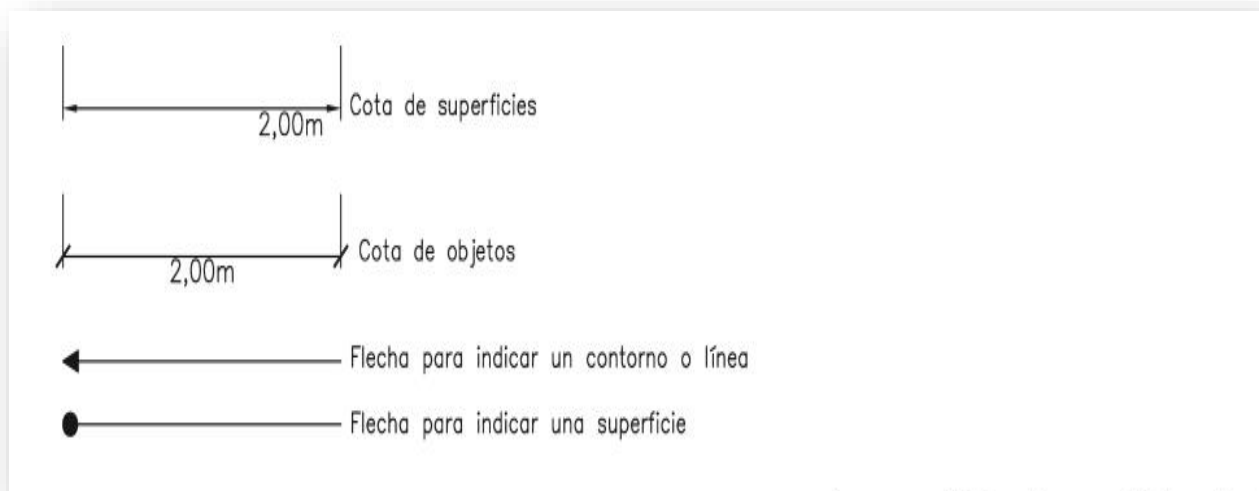 Cota de superficies
2,00m
Cota de objetos
2,00m
Flecha para indicar un contorno o línea
Flecha para indicar una superficie